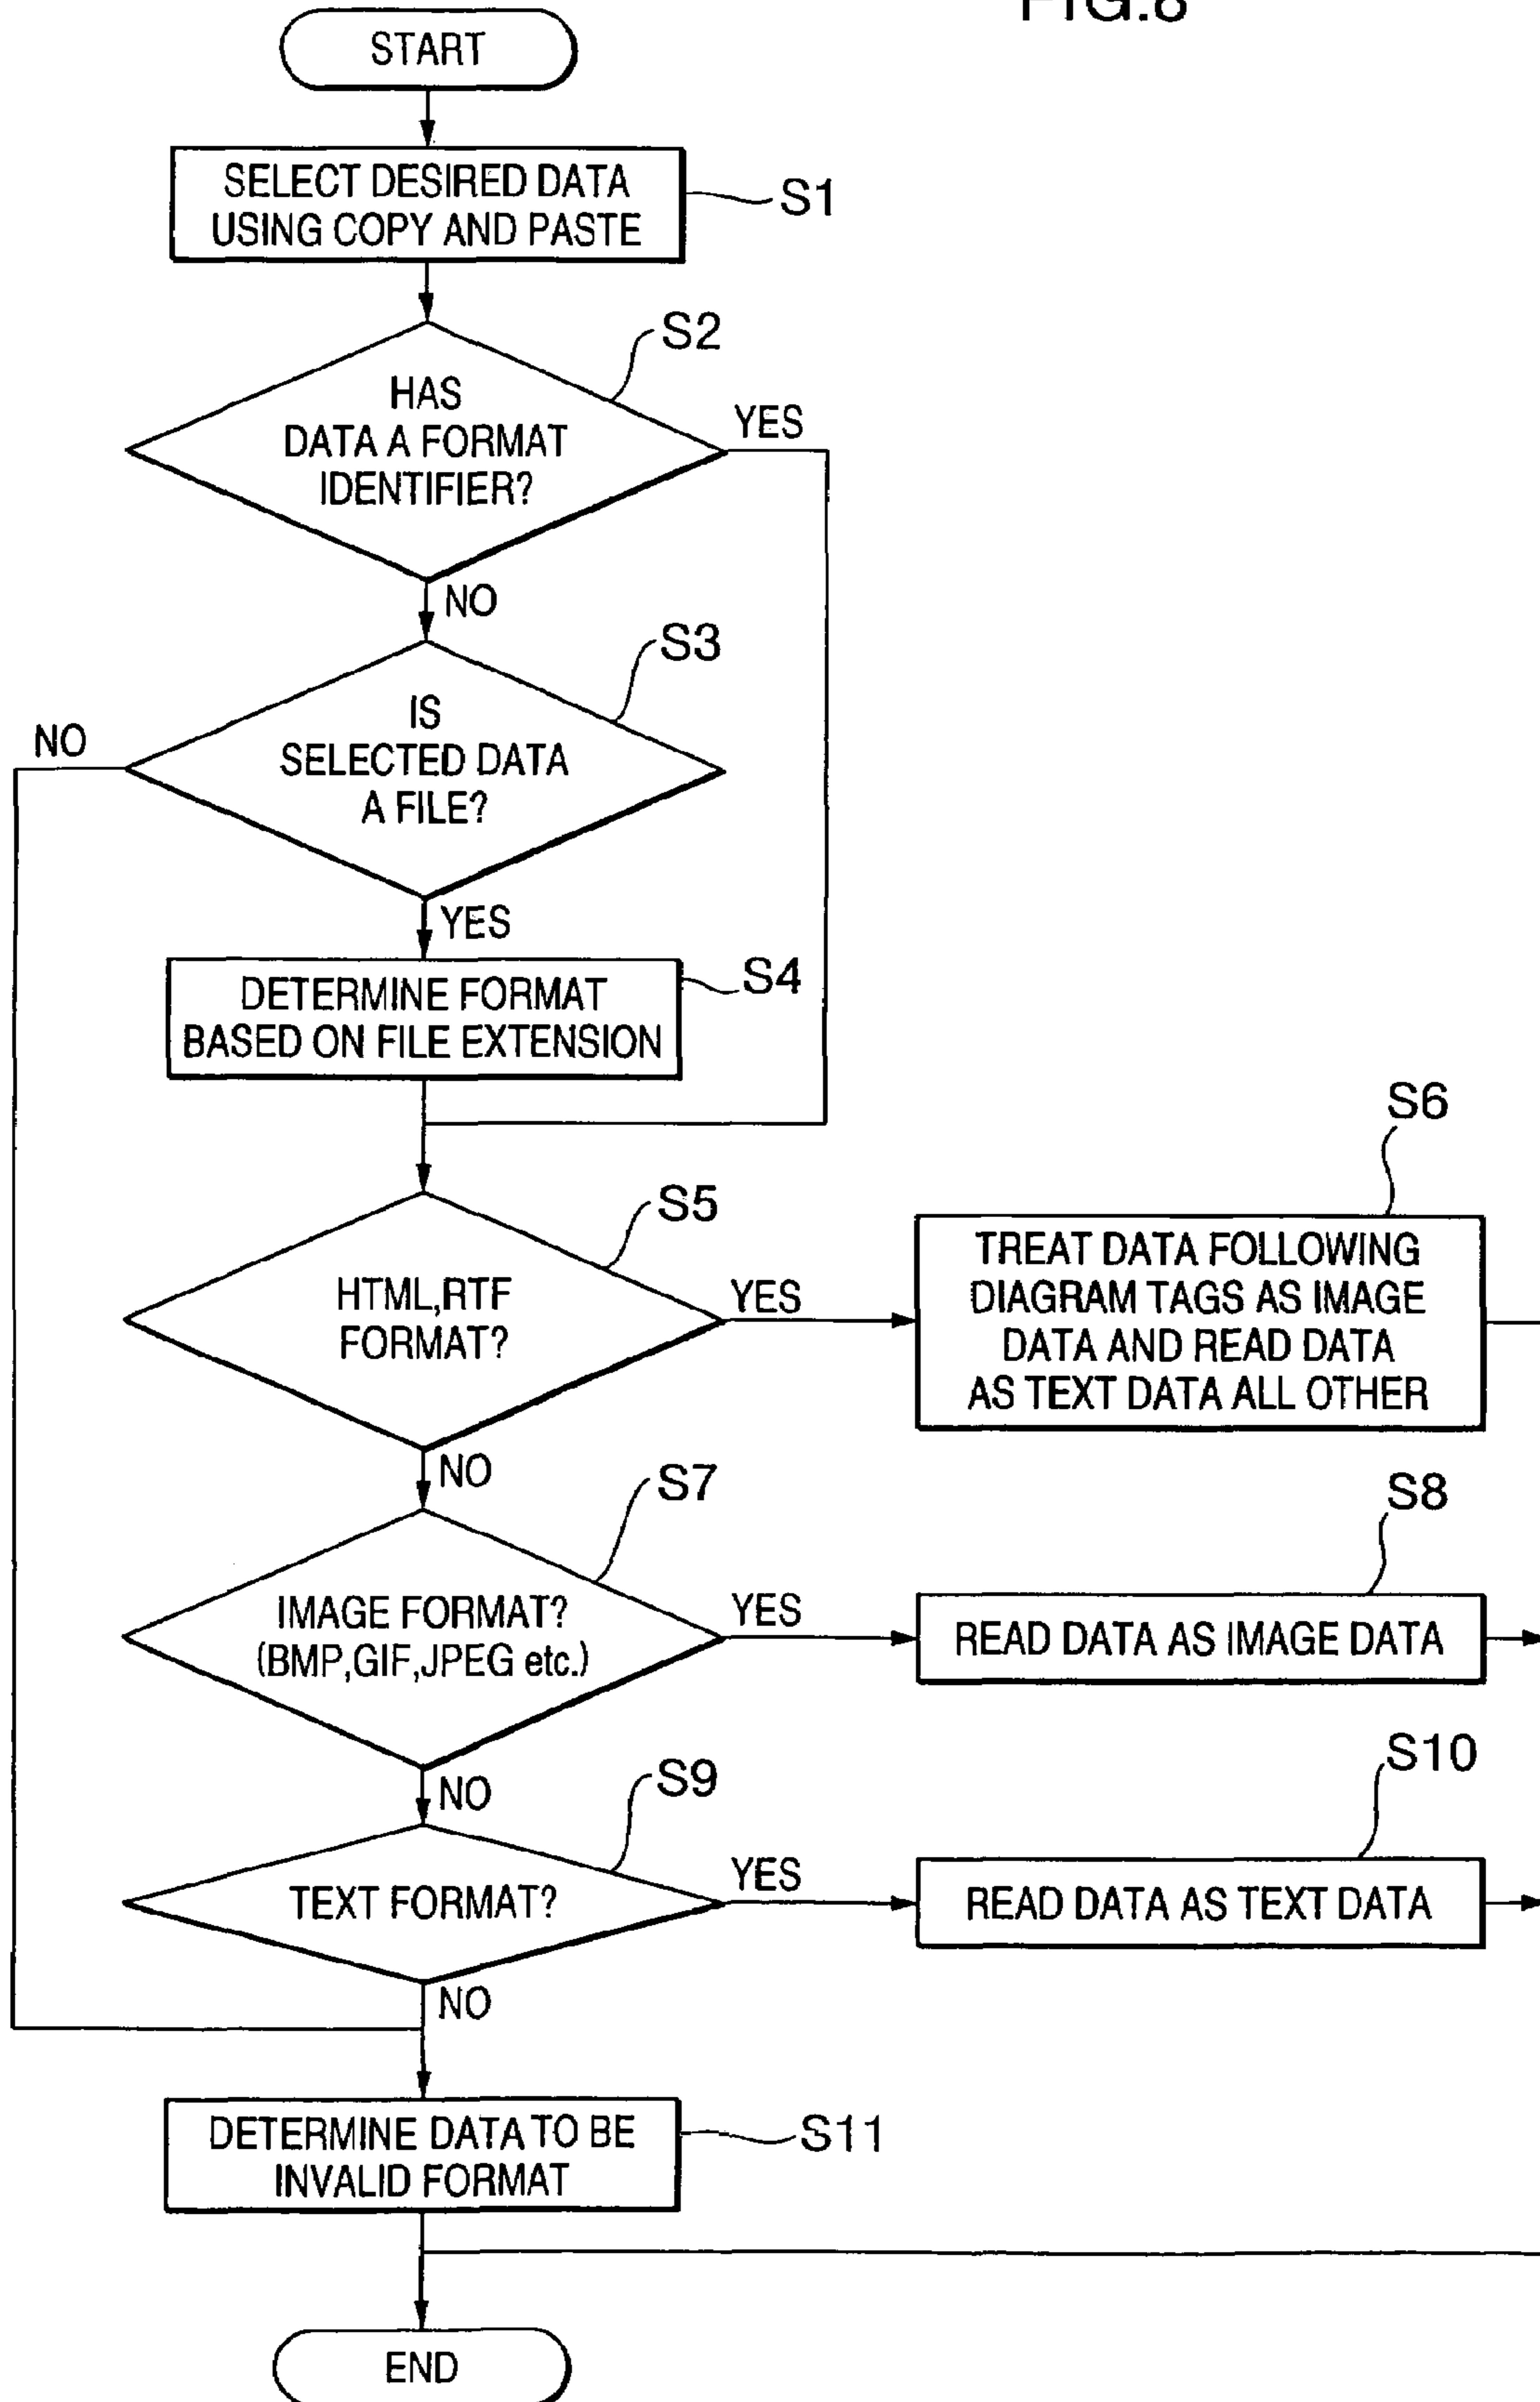 FIG.8
START
SELECT DESIRED DATA
USING COPY AND PASTE
S1
S2
HAS
DATA A FORMAT
IDENTIFIER?
YES
NO
S3
IS
SELECTED DATA
A FILE?
NO
YES
S4
DETERMINE FORMAT
BASED ON FILE EXTENSION
S5
HTML,RTF
FORMAT?
YES
S6
TREAT DATA FOLLOWING
DIAGRAM TAGS AS IMAGE
DATA AND READ DATA
AS TEXT DATA ALL OTHER
NO
S7
IMAGE FORMAT?
(BMP,GIF,JPEG etc.)
YES
S8
READ DATA AS IMAGE DATA
NO
S9
TEXT FORMAT?
YES
S10
READ DATA AS TEXT DATA
NO
DETERMINE DATA TO BE
INVALID FORMAT
S11
END